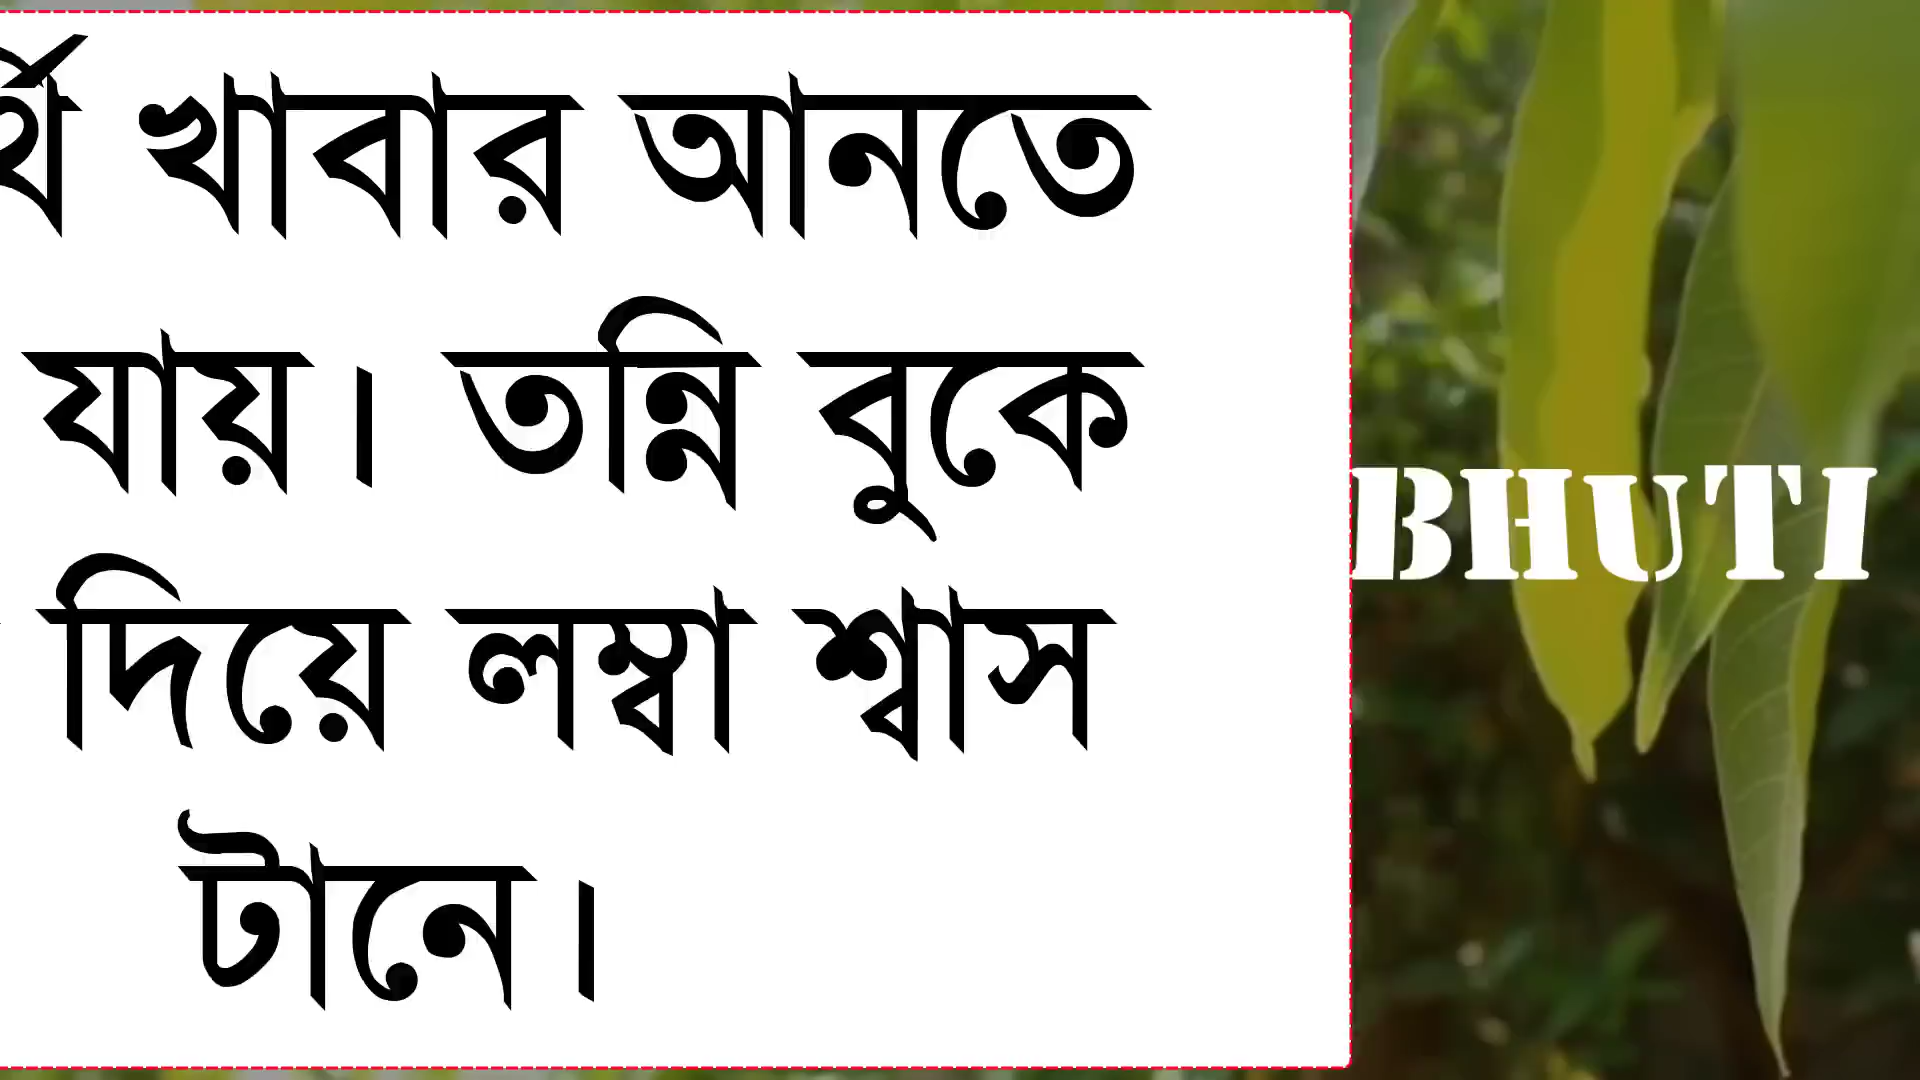 খাবার আনতে
যায়। তন্নি বুকে
দিয়ে লম্বা শ্বাস
টানে।
BHUTI